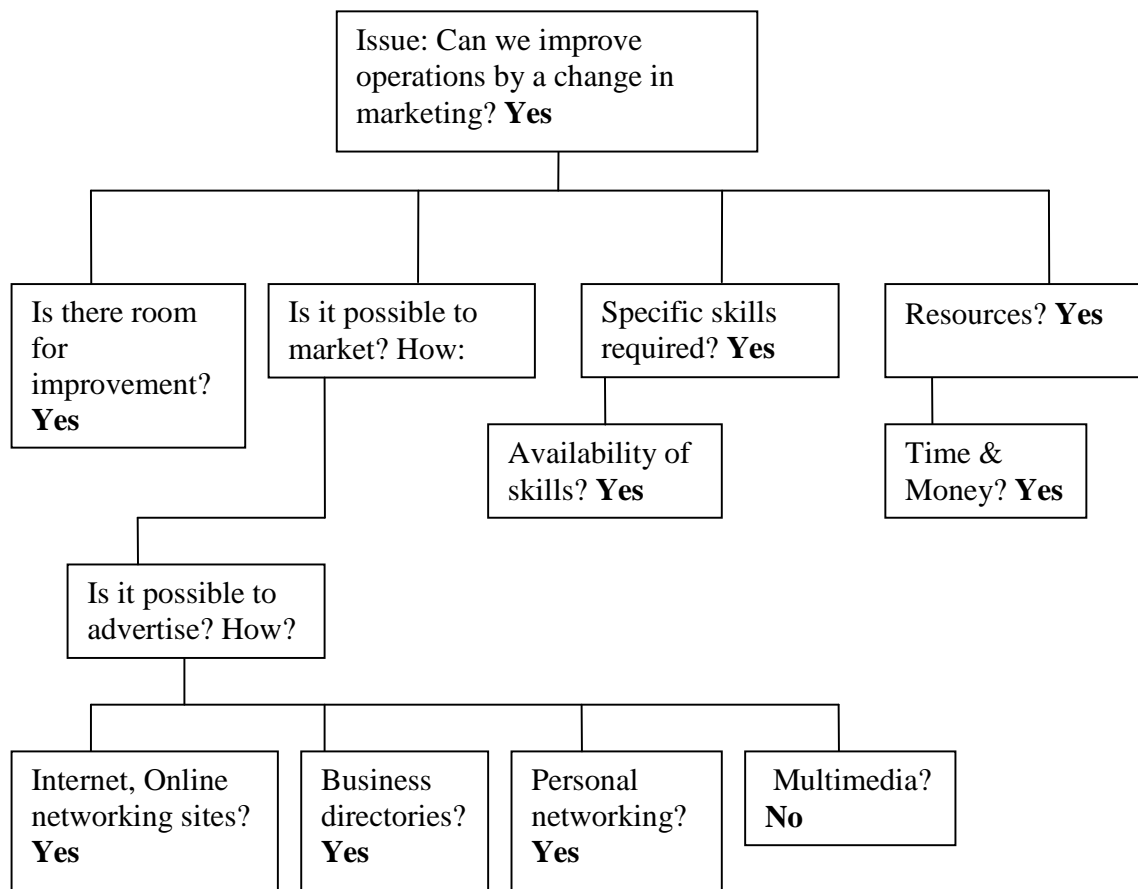 Issue: Can we improve
operations by a change in
marketing? Yes
Is there room
for
improvement?
Yes
Is it possible to
market? How:
Specific skills
required? Yes
Resources? Yes
Availability of
skills? Yes
Time &
Money? Yes
Is it possible to
advertise? How?
Internet, Online
networking sites?
Yes
Business
directories?
Yes
Personal
networking?
Yes
Multimedia?
No